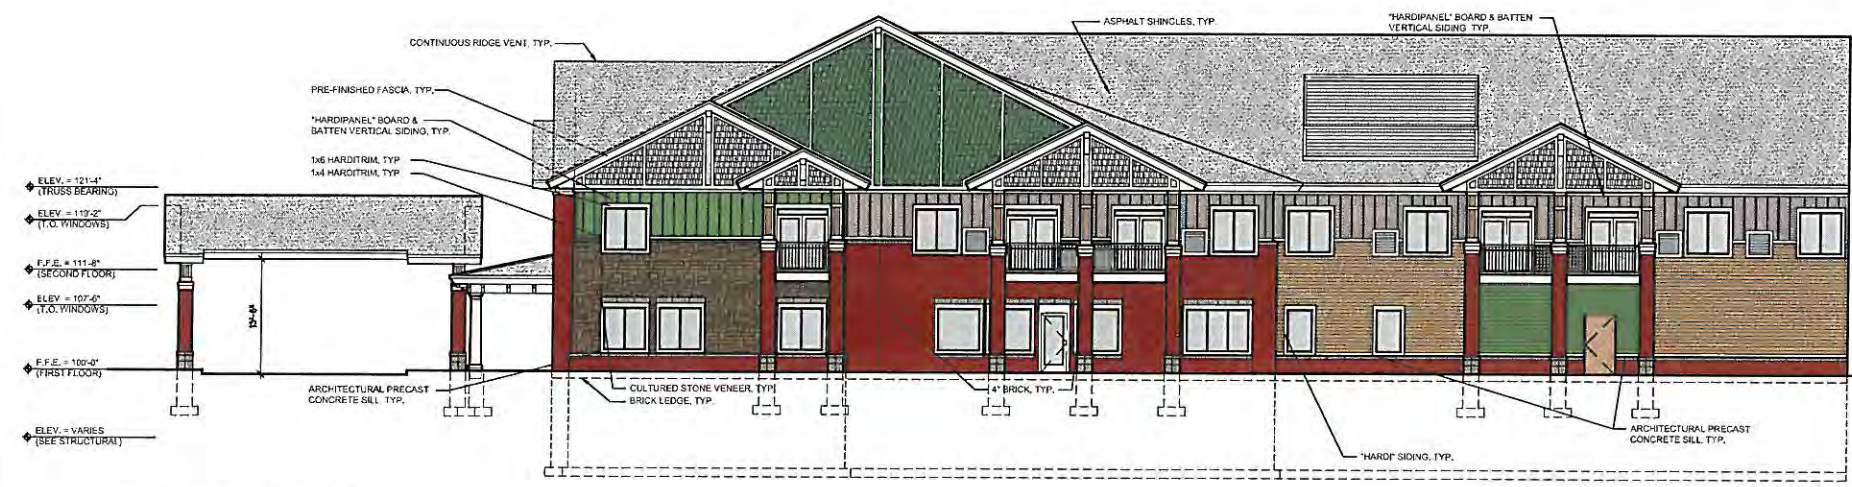 CONTINUOUS RIDGE VENT, TYP.
ASPHALT SHINGLES, TYP.
"HARDIPANEL" BOARD & BATTEN
VERTICAL SIDING, TYP.
PRE-FINISHED FASCIA, TYP.
"HARDIPANEL" BOARD &
BATTEN VERTICAL SIDING, TYP.
1x6 HARDITRIM, TYP
1x4 HARDITRIM, TYP
ELEV. = 121'-4"
(TRUSS BEARING)
ELEV. = 119'-2"
(T.O. WINDOWS)
F.F.E. = 111'-8"
(SECOND FLOOR)
ELEV = 107'-6"
(T.O. WINDOWS)
13'-6"
F.F.E. = 100'-0"
(FIRST FLOOR)
ARCHITECTURAL PRECAST
CONCRETE SILL, TYP.
CULTURED STONE VENEER, TYP.
BRICK LEDGE, TYP.
4" BRICK, TYP.
ELEV. = VARIES
(SEE STRUCTURAL)
ARCHITECTURAL PRECAST
CONCRETE SILL, TYP.
"HARDI" SIDING, TYP.